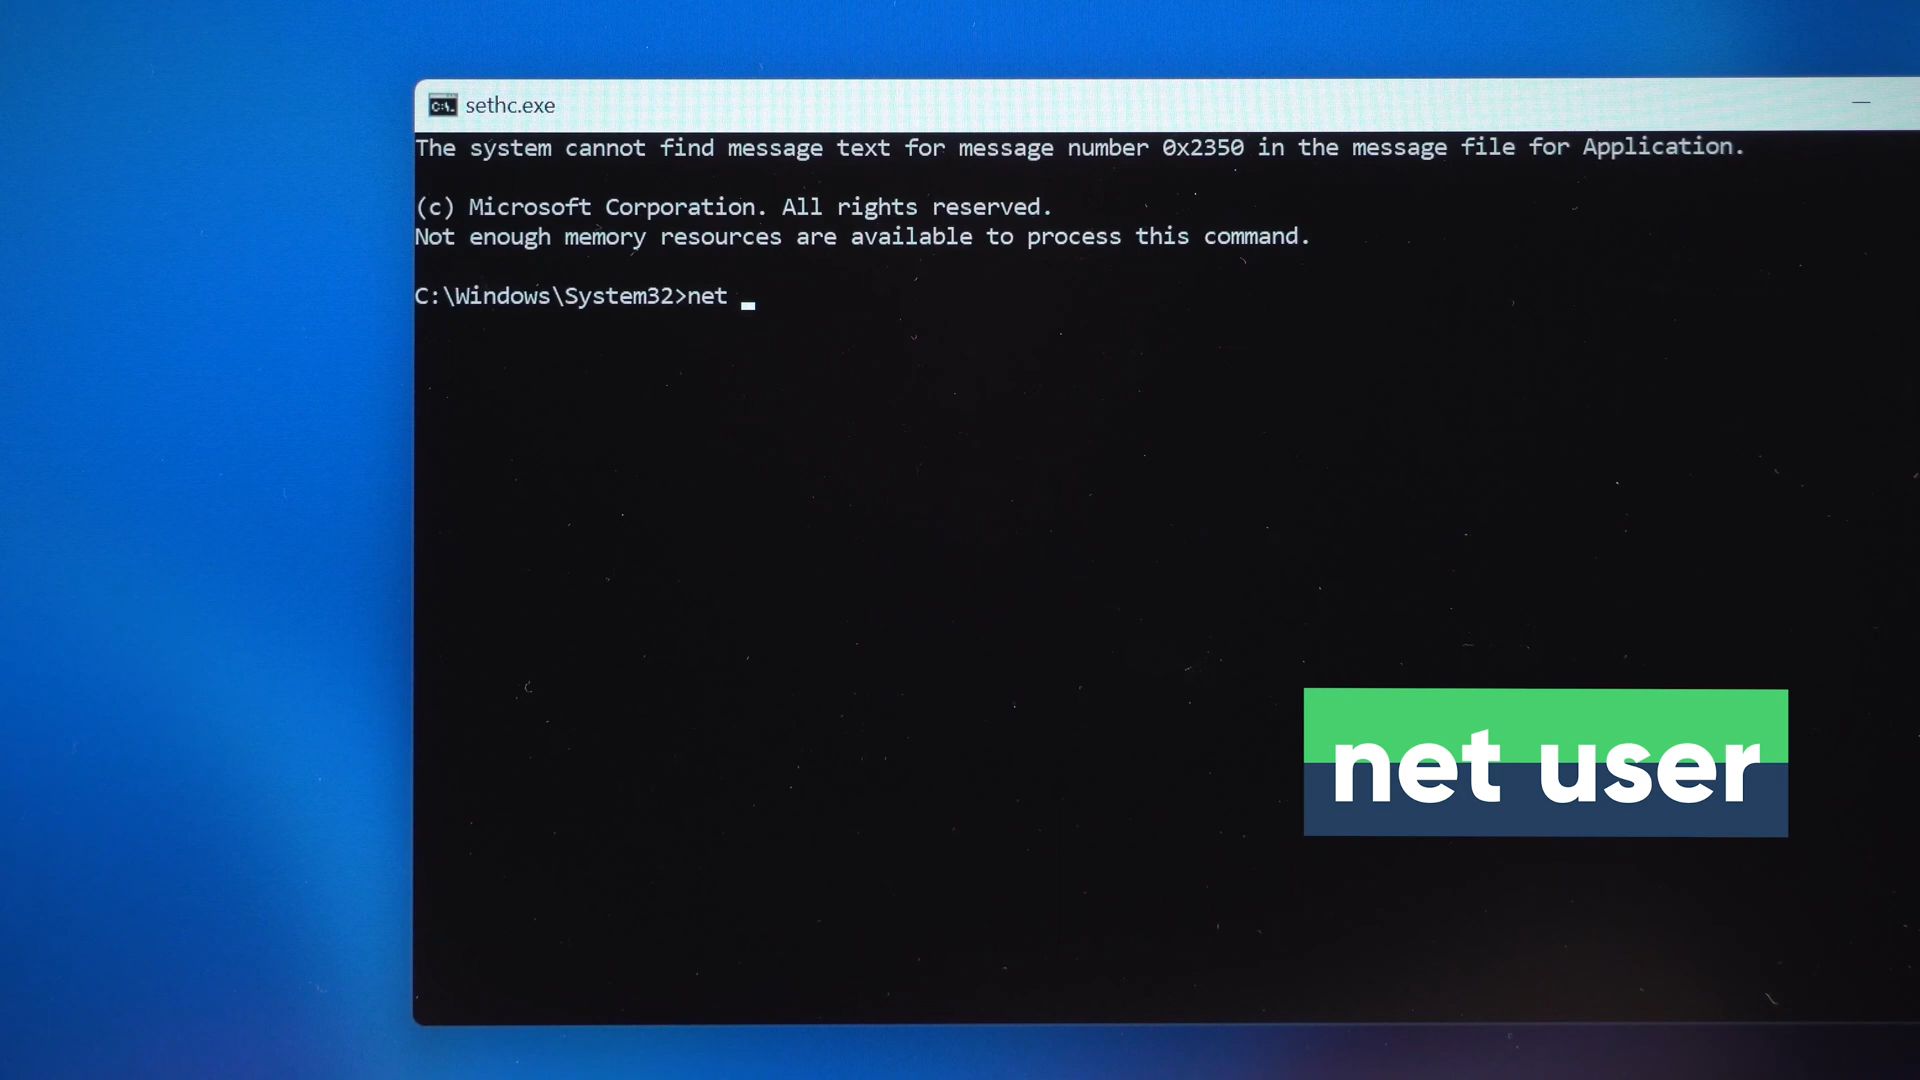 sethc.exe
The system cannot find message text for message number 0x2350 in the message file for Application.
(c) Microsoft Corporation. All rights reserved.
Not enough memory resources are available to process this command.
C:\Windows\System32>net _
net user